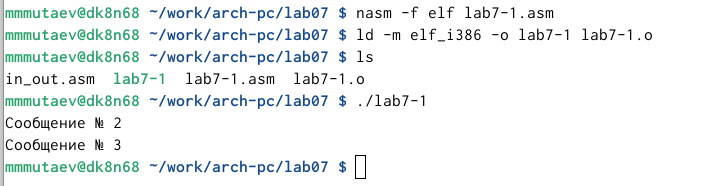 mmmutaev@dk8n68 ~/work/arch-pc/lab07 $ nasm -f elf lab7-1.asm
mmmutaev@dk8n68 ~/work/arch-pc/lab07 $ ld -m elf_i386 -o lab7-1 lab7-1.o
mmmutaev@dk8n68 ~/work/arch-pc/lab07 $ ls
in_out.asm  lab7-1  lab7-1.asm  lab7-1.o
mmmutaev@dk8n68 ~/work/arch-pc/lab07 $ ./lab7-1
Сообщение № 2
Сообщение № 3
mmmutaev@dk8n68 ~/work/arch-pc/lab07 $